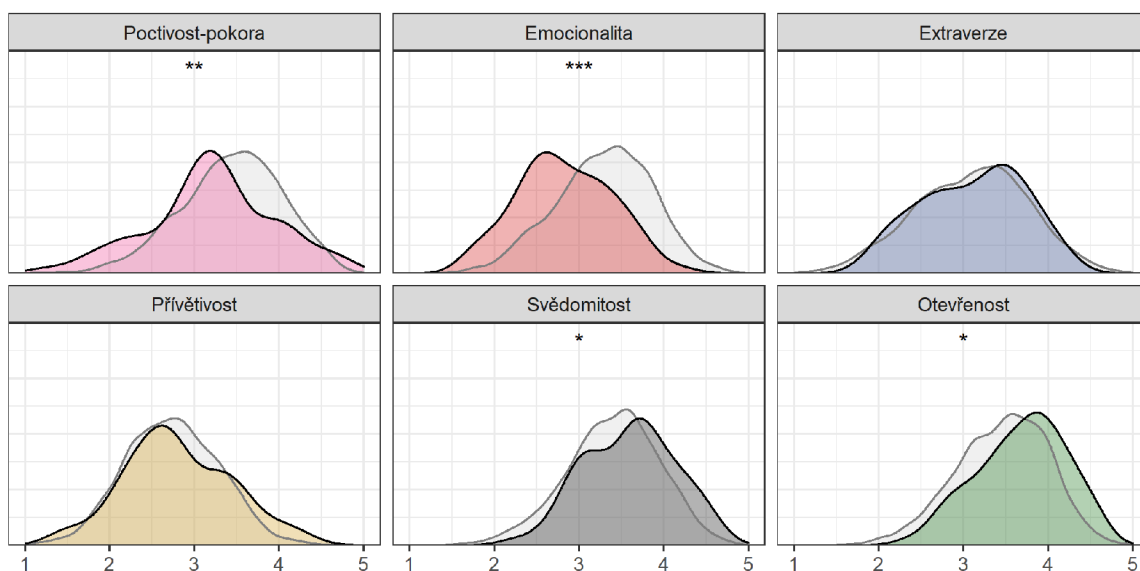 Poctivost-pokora
Emocionalita
Extraverze
**
***
Přívětivost
Svědomitost
Otevřenost
*
*
1 2 3 4 5
1 2 3 4 5
1 2 3 4 5